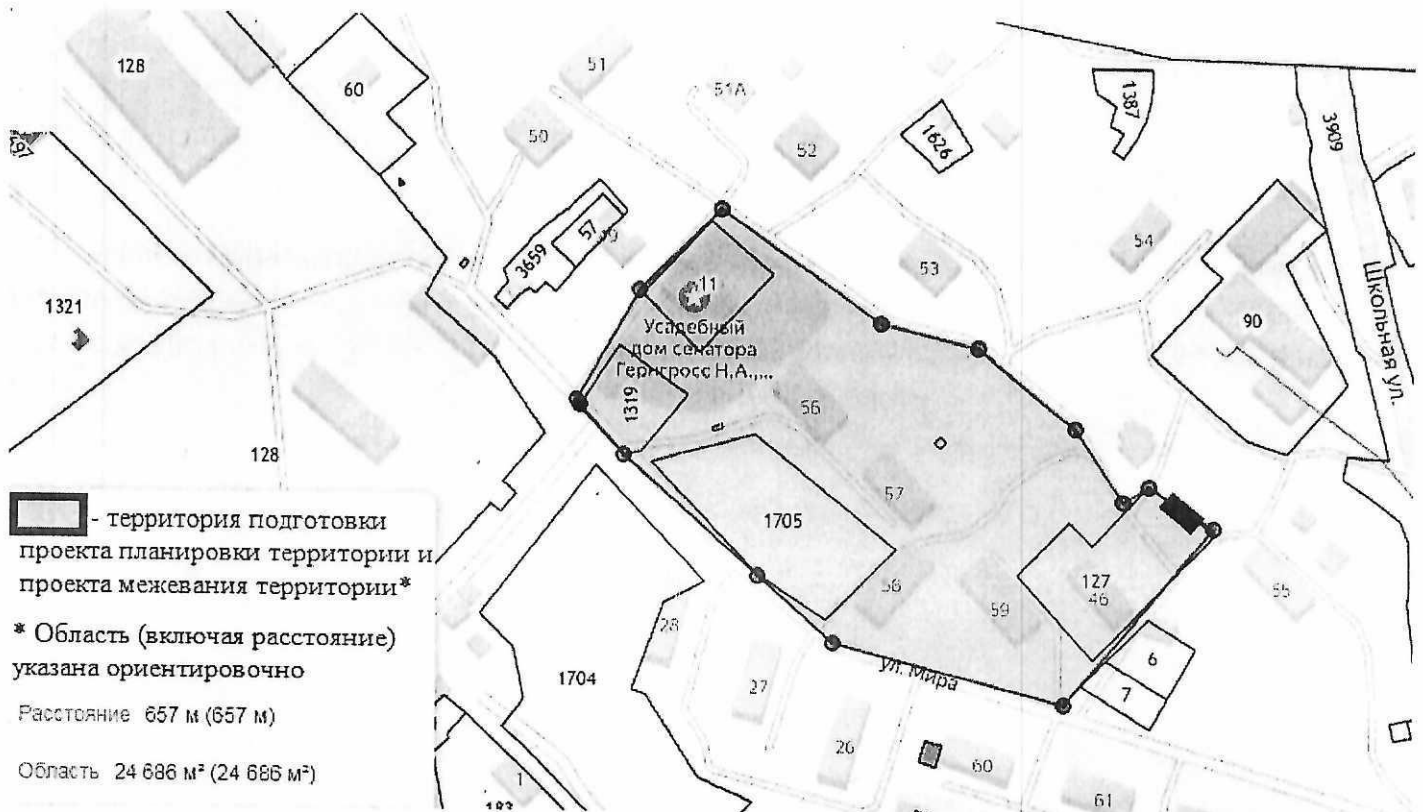 128
60
51
51А
50
52
1626
1387
3909
57
3659
53
54
1321
11
Усадебный
дом сенатора
Гернгросс Н.А.,...
90
Школьная ул.
1319
56
128
57
1705
- территория подготовки
проекта планировки территории и
проекта межевания территории*
58
59
127
46
55
* Область (включая расстояние)
указана ориентировочно
28
ул. Мира
6
7
1704
27
Расстояние 657 м (657 м)
26
60
Область 24 686 м² (24 686 м²)
1
183
61